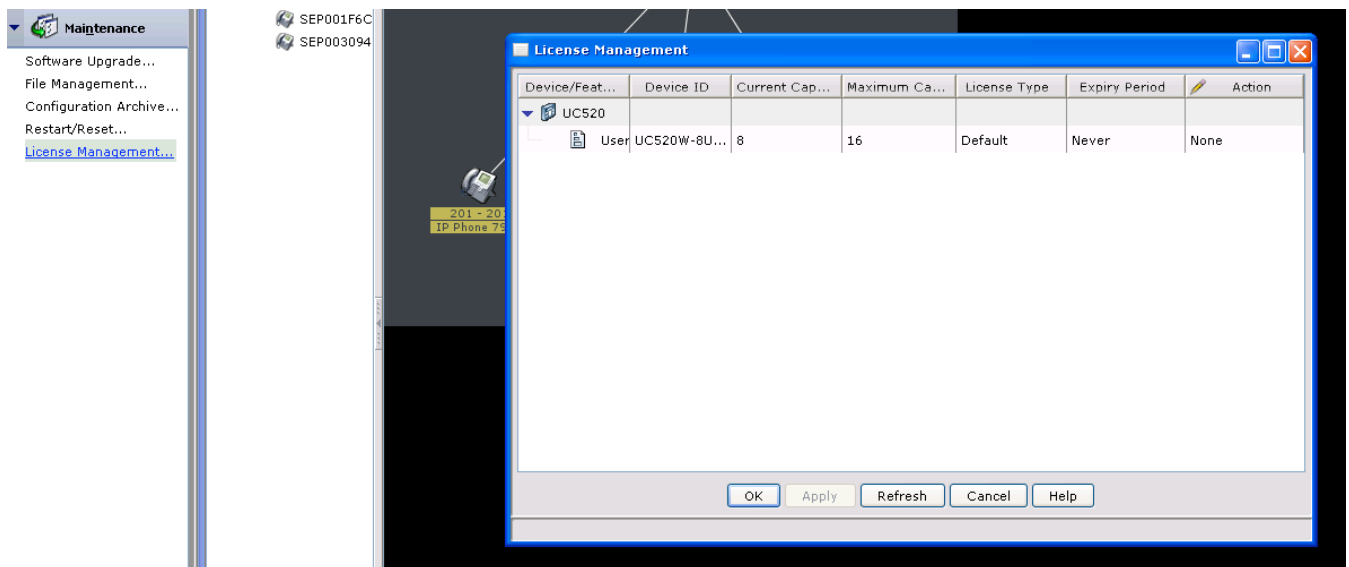 Maintenance
Software Upgrade...
File Management...
Configuration Archive...
Restart/Reset...
License Management...
SEP001F6C
SEP003094
201 - 20
IP Phone 79
License Management
Device/Feat... Device ID Current Cap... Maximum Ca... License Type Expiry Period Action
UC520
User UC520W-8U... 8 16 Default Never None
OK Apply Refresh Cancel Help